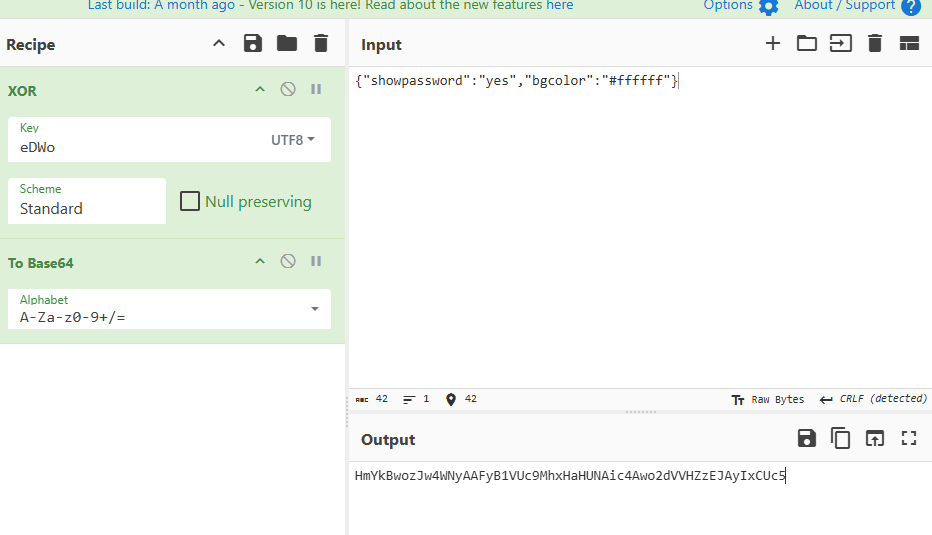 Last build: A month ago - Version 10 is here! Read about the new features here
Options
About / Support
Recipe
XOR
Key
eDWo
UTF8
Scheme
Standard
Null preserving
To Base64
Alphabet
A-Za-z0-9+/=
Input
{"showpassword":"yes","bgcolor":"#ffffff"}
ABC 42 1 42
Tт Raw Bytes CRLF (detected)
Output
HmYkBwozJw4WNyAAFyB1VUc9MhxHaHUNAic4Awo2dVVHZzEJAyIxCUc5